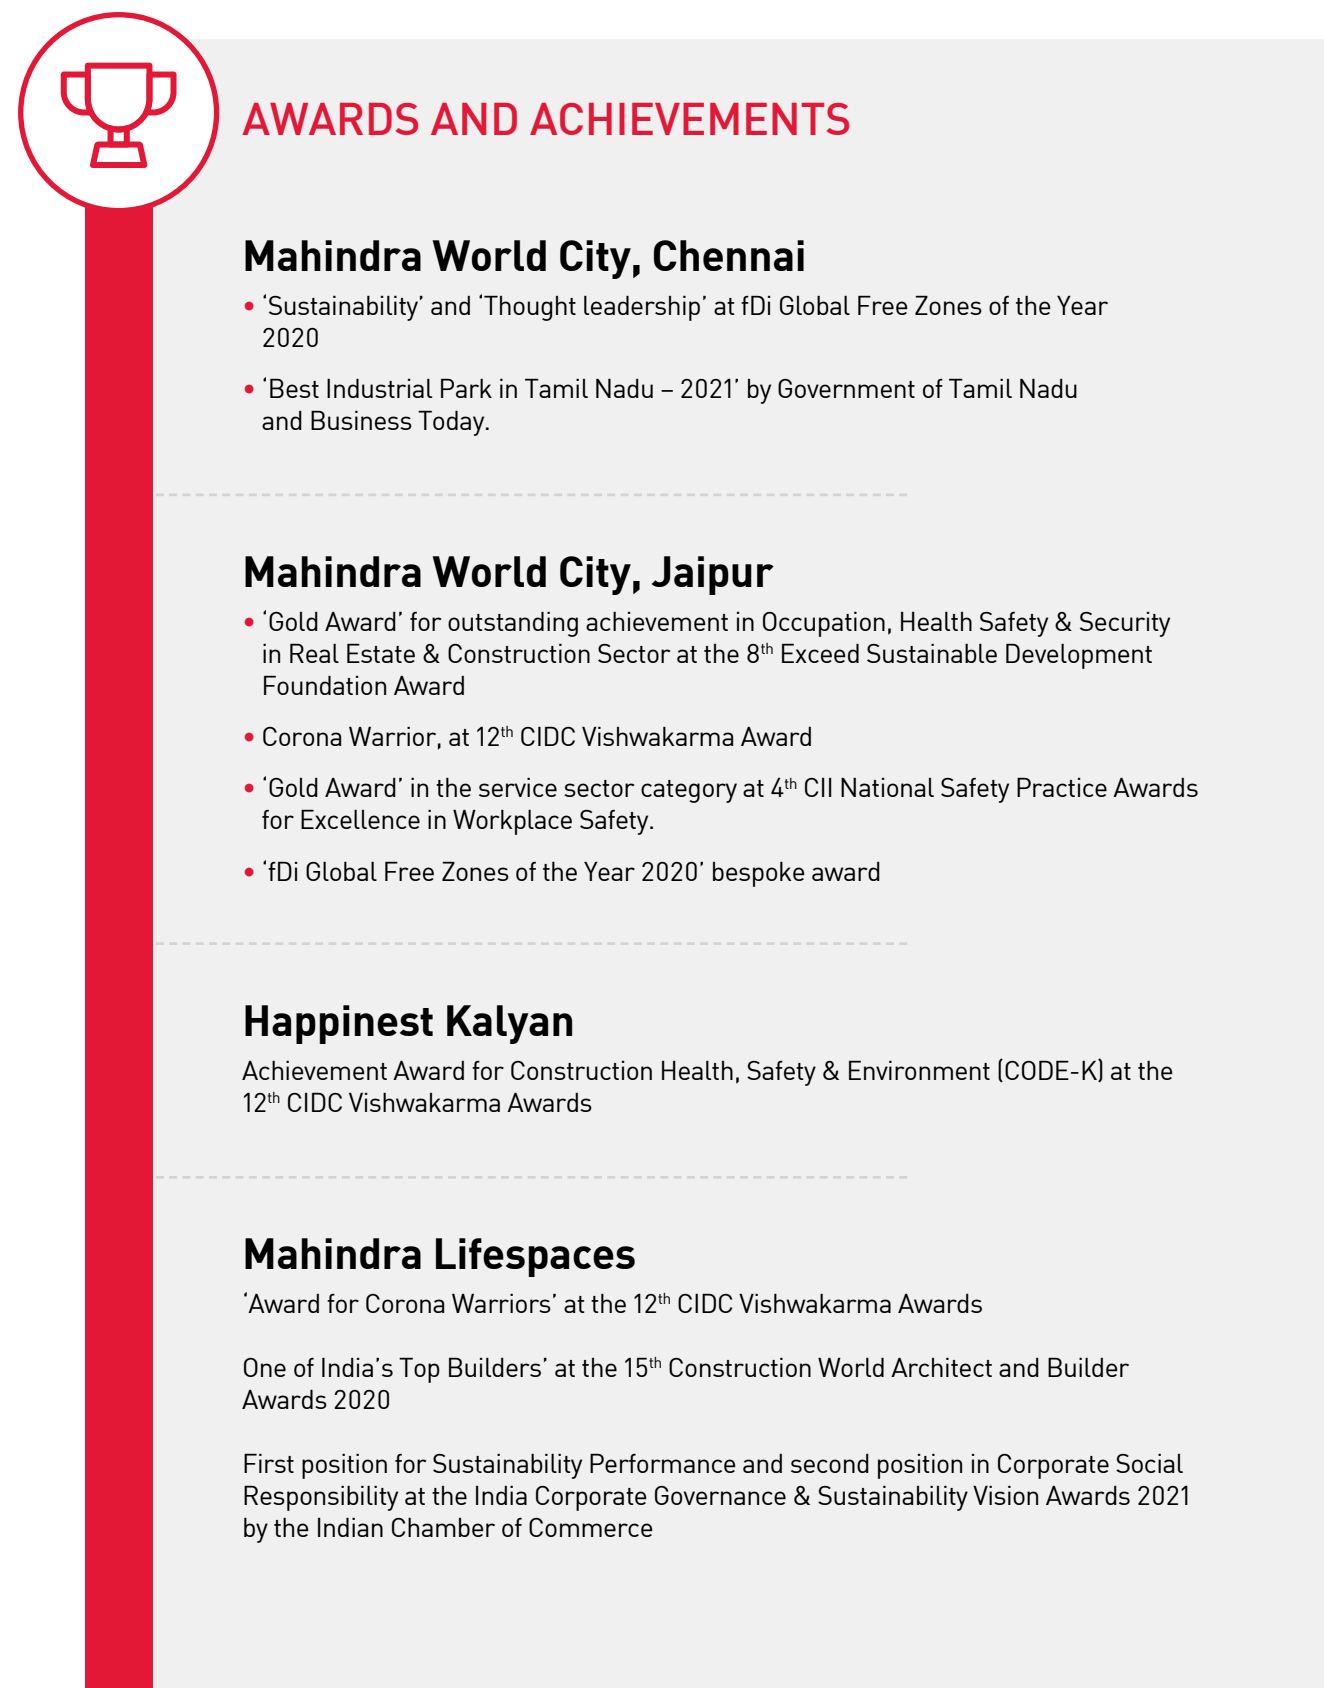 AWARDS AND ACHIEVEMENTS
Mahindra World City, Chennai
• ‘Sustainability’ and ‘Thought leadership’ at fDi Global Free Zones of the Year
2020
• ‘Best Industrial Park in Tamil Nadu – 2021’ by Government of Tamil Nadu
and Business Today.
Mahindra World City, Jaipur
• ‘Gold Award’ for outstanding achievement in Occupation, Health Safety & Security
in Real Estate & Construction Sector at the 8th Exceed Sustainable Development
Foundation Award
• Corona Warrior, at 12th CIDC Vishwakarma Award
• ‘Gold Award’ in the service sector category at 4th CII National Safety Practice Awards
for Excellence in Workplace Safety.
• ‘fDi Global Free Zones of the Year 2020’ bespoke award
Happinest Kalyan
Achievement Award for Construction Health, Safety & Environment (CODE-K) at the
12th CIDC Vishwakarma Awards
Mahindra Lifespaces
‘Award for Corona Warriors’ at the 12th CIDC Vishwakarma Awards
One of India’s Top Builders’ at the 15th Construction World Architect and Builder
Awards 2020
First position for Sustainability Performance and second position in Corporate Social
Responsibility at the India Corporate Governance & Sustainability Vision Awards 2021
by the Indian Chamber of Commerce